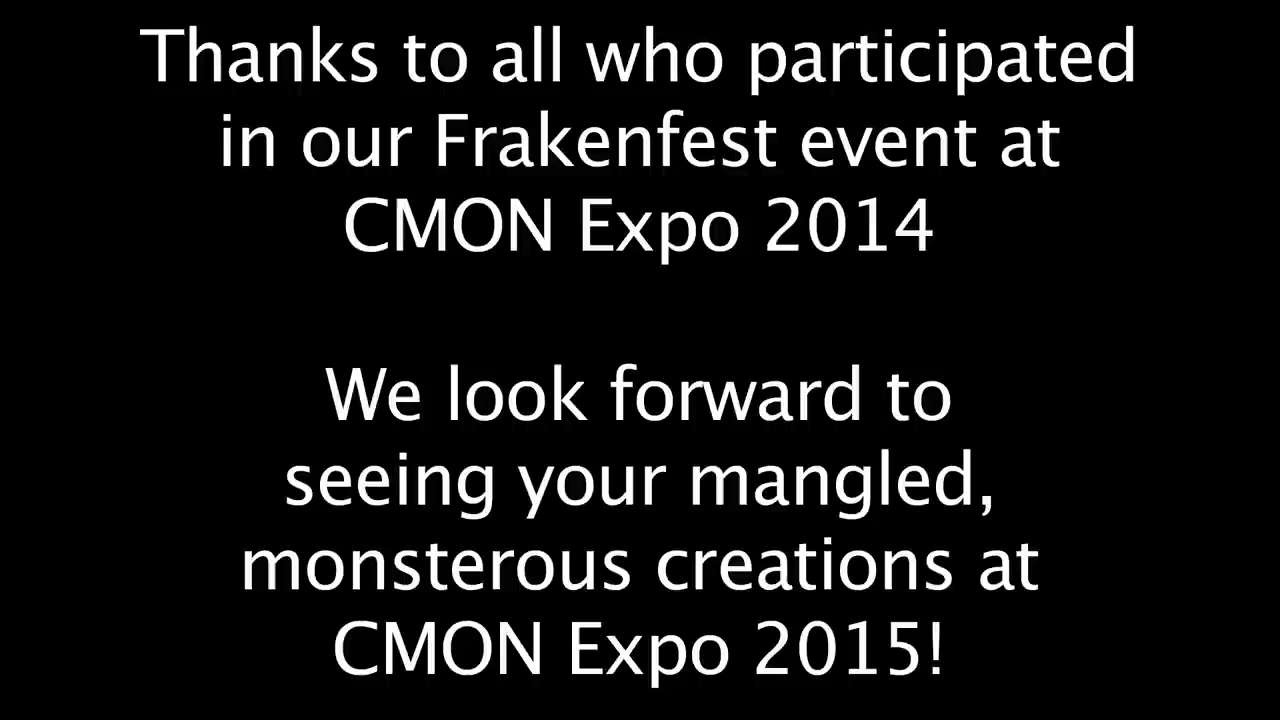 Thanks to all who participated
in our Frakenfest event at
CMON Expo 2014
We look forward to
seeing your mangled,
monsterous creations at
CMON Expo 2015!